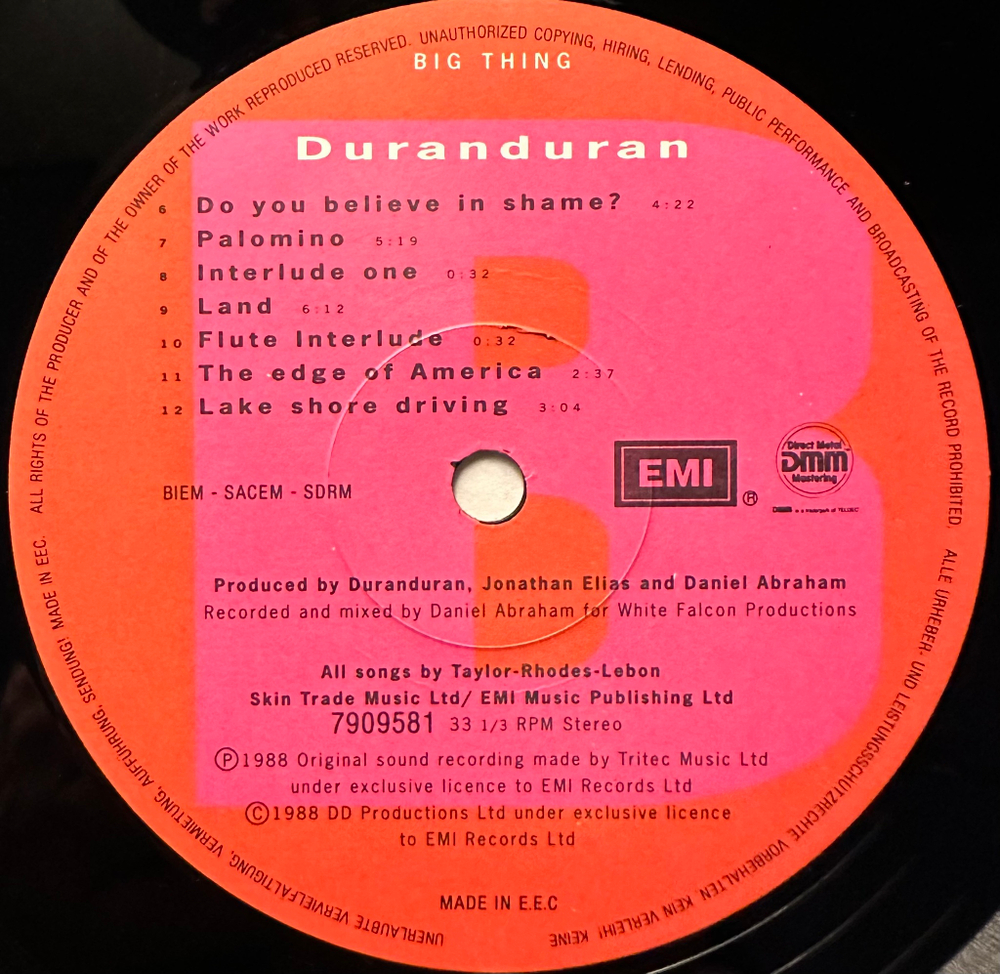 ALL RIGHTS OF THE PRODUCER AND OF THE OWNER OF THE WORK REPRODUCED RESERVED. UNAUTHORIZED COPYING, HIRING, LENDING, PUBLIC PERFORMANCE AND BROADCASTING OF THE RECORD PROHIBITED.
BIG THING
Duranduran
6 Do you believe in shame? 4:22
7 Palomino 5:19
8 Interlude one 0:32
9 Land 6:12
10 Flute Interlude 0:32
11 The edge of America 2:37
12 Lake shore driving 3:04
BIEM - SACEM - SDRM
EMI ®
Direct Metal
DMM
Mastering
DMM is a trademark of TELDEC
Produced by Duranduran, Jonathan Elias and Daniel Abraham
Recorded and mixed by Daniel Abraham for White Falcon Productions
All songs by Taylor-Rhodes-Lebon
Skin Trade Music Ltd/ EMI Music Publishing Ltd
7909581 33 1/3 RPM Stereo
Ⓟ1988 Original sound recording made by Tritec Music Ltd
under exclusive licence to EMI Records Ltd
©1988 DD Productions Ltd under exclusive licence
to EMI Records Ltd
MADE IN E.E.C
ALLE URHEBER- UND LEISTUNGSSCHUTZRECHTE VORBEHALTEN KEIN VERLEIH! KEINE
UNERLAUBTE VERVIELFALTIGUNG, VERMIETUNG, AUFFUHRUNG, SENDUNG! MADE IN EEC.